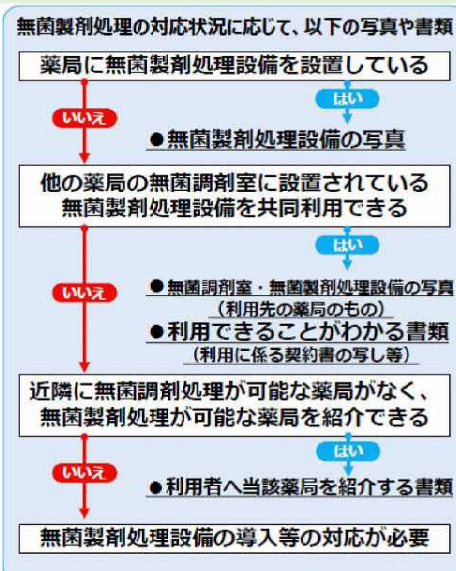 無菌製剤処理の対応状況に応じて、以下の写真や書類
薬局に無菌製剤処理設備を設置している
はい
いいえ
●無菌製剤処理設備の写真
他の薬局の無菌調剤室に設置されている
無菌製剤処理設備を共同利用できる
はい
いいえ
●無菌調剤室・無菌製剤処理設備の写真
（利用先の薬局のもの）
●利用できることがわかる書類
（利用に係る契約書の写し等）
近隣に無菌調剤処理が可能な薬局がなく、
無菌製剤処理が可能な薬局を紹介できる
はい
いいえ
●利用者へ当該薬局を紹介する書類
無菌製剤処理設備の導入等の対応が必要